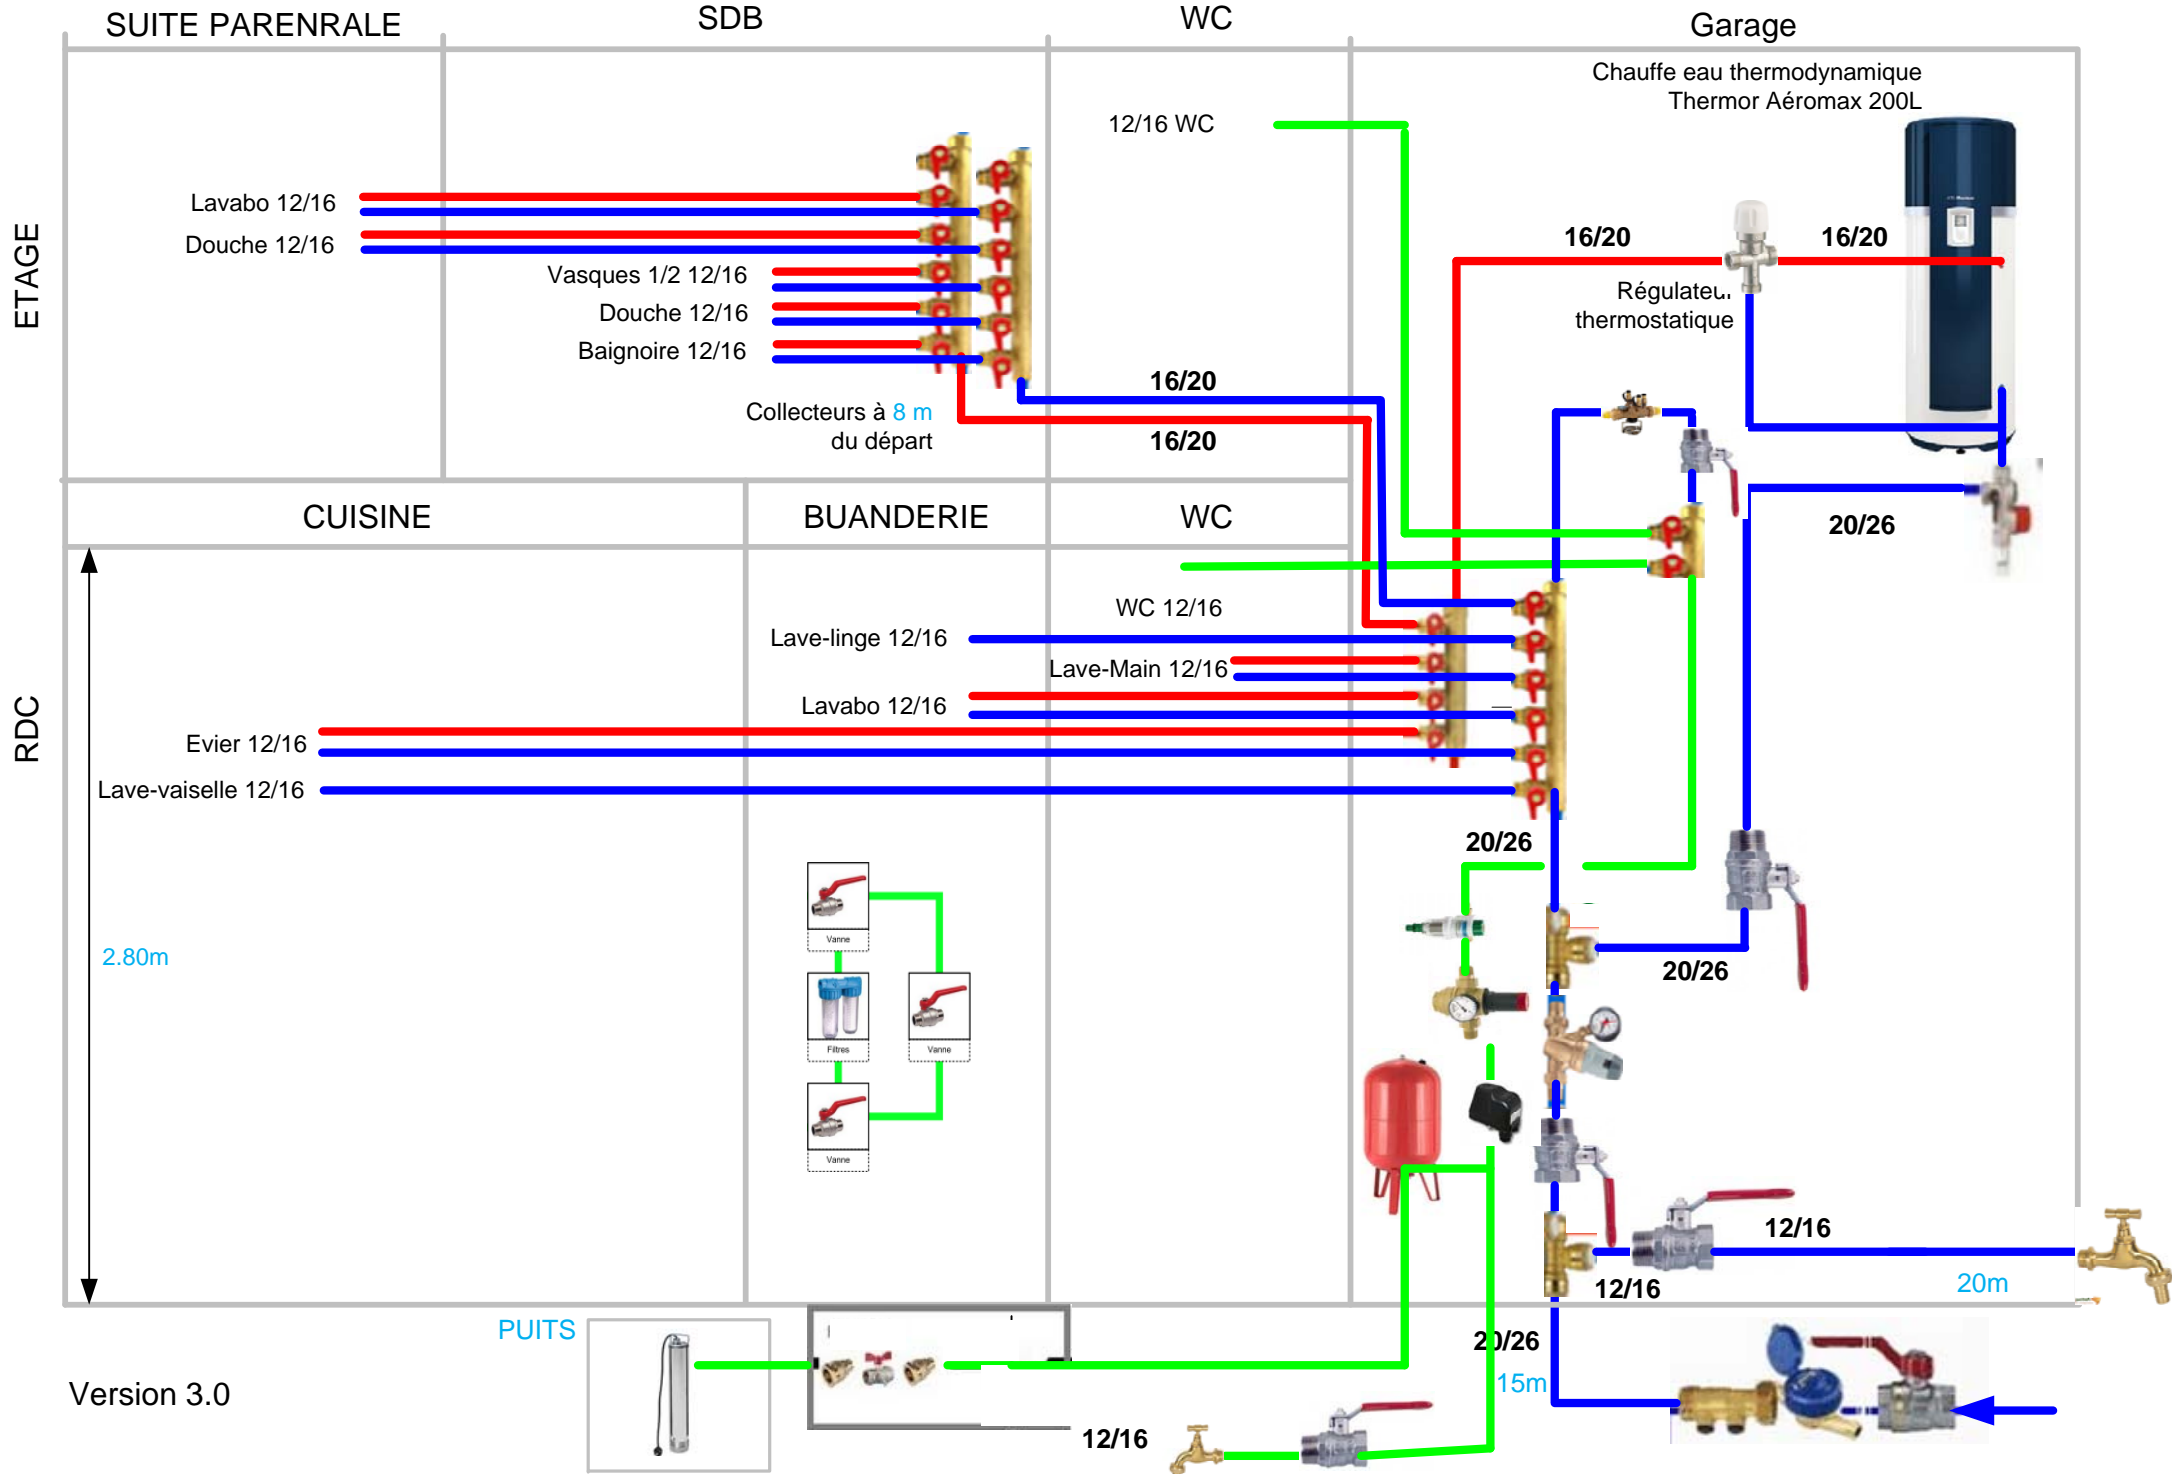 SUITE PARENRALE
SDB
WC
Garage
Chauffe eau thermodynamique
Thermor Aéromax 200L
12/16 WC
ETAGE
Lavabo 12/16
Douche 12/16
Vasques 1/2 12/16
Douche 12/16
Baignoire 12/16
16/20
16/20
Régulateur
thermostatique
16/20
Collecteurs à 8 m
du départ
16/20
CUISINE
BUANDERIE
WC
20/26
RDC
WC 12/16
Lave-linge 12/16
Lave-Main 12/16
Lavabo 12/16
Evier 12/16
Lave-vaiselle 12/16
20/26
Vanne
2.80m
20/26
Filtres
Vanne
Vanne
12/16
12/16
20m
PUITS
20/26
15m
Version 3.0
12/16